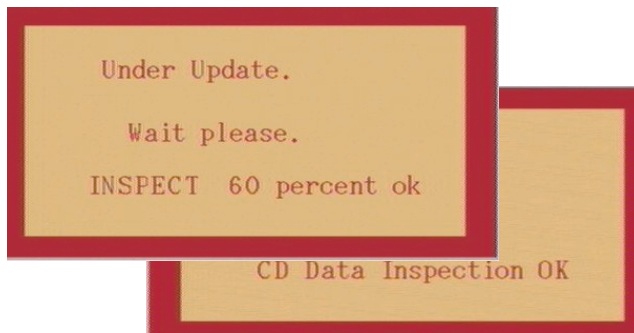 Under Update.
Wait please.
INSPECT 60 percent ok
CD Data Inspection OK